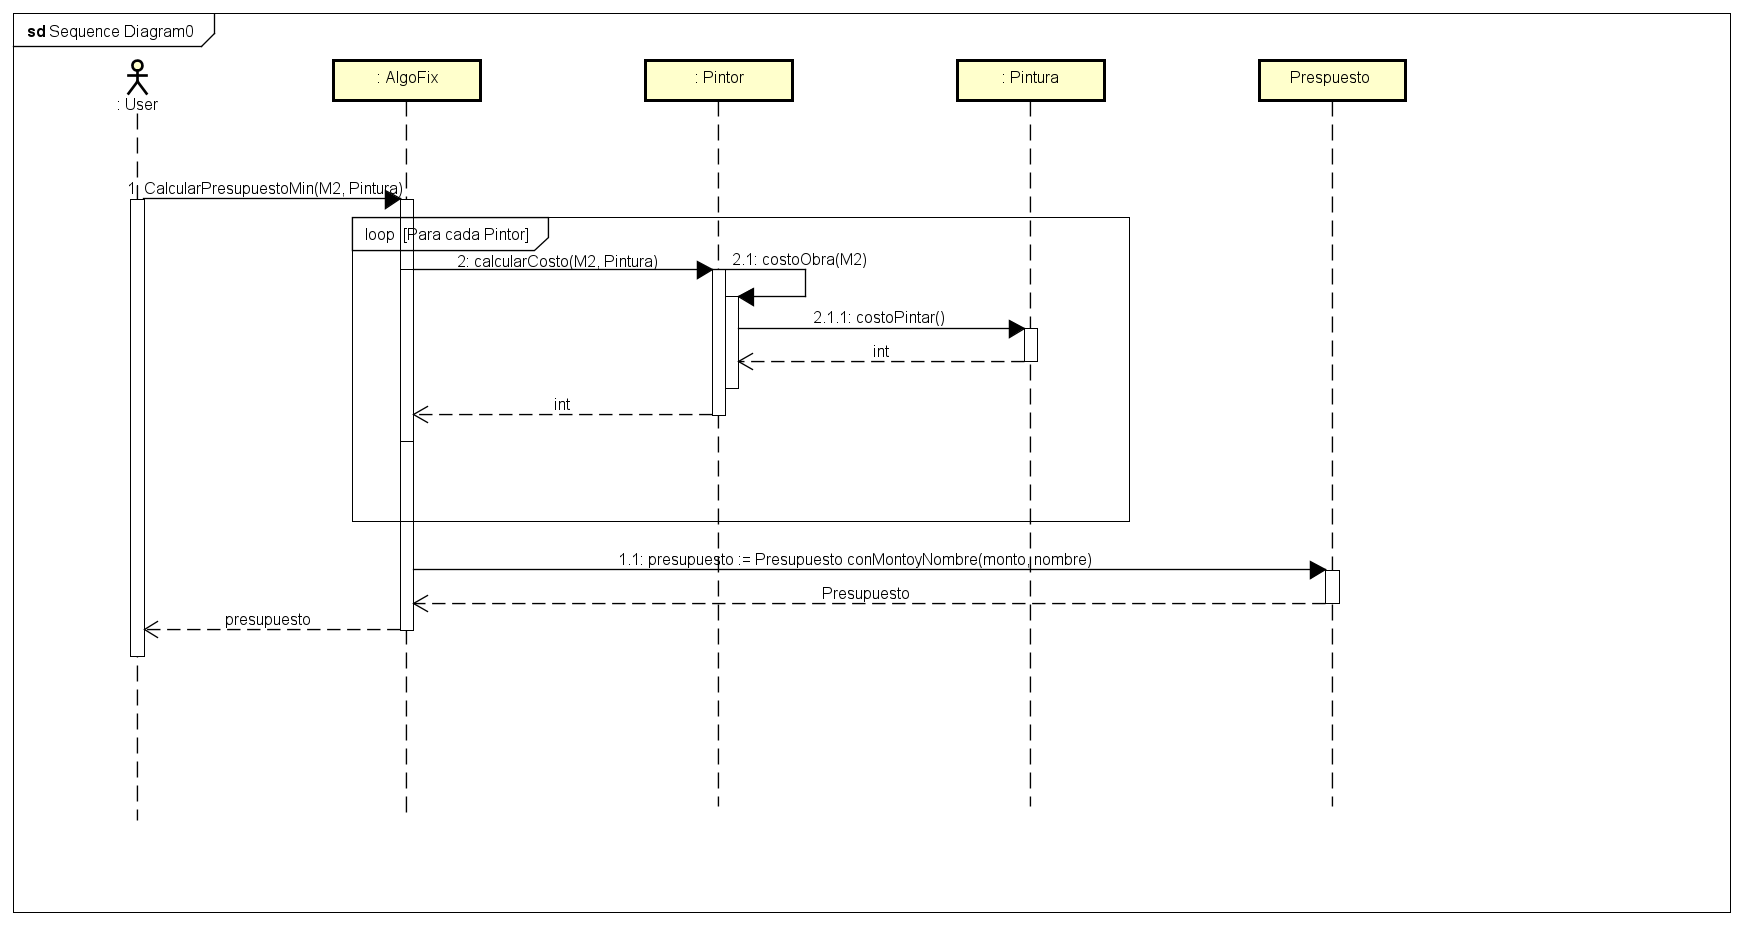 sd Sequence Diagram0
: User
: AlgoFix
: Pintor
: Pintura
Prespuesto
1: CalcularPresupuestoMin(M2, Pintura)
loop [Para cada Pintor]
2: calcularCosto(M2, Pintura)
2.1: costoObra(M2)
2.1.1: costoPintar()
int
int
1.1: presupuesto := Presupuesto conMontoyNombre(monto, nombre)
Presupuesto
presupuesto